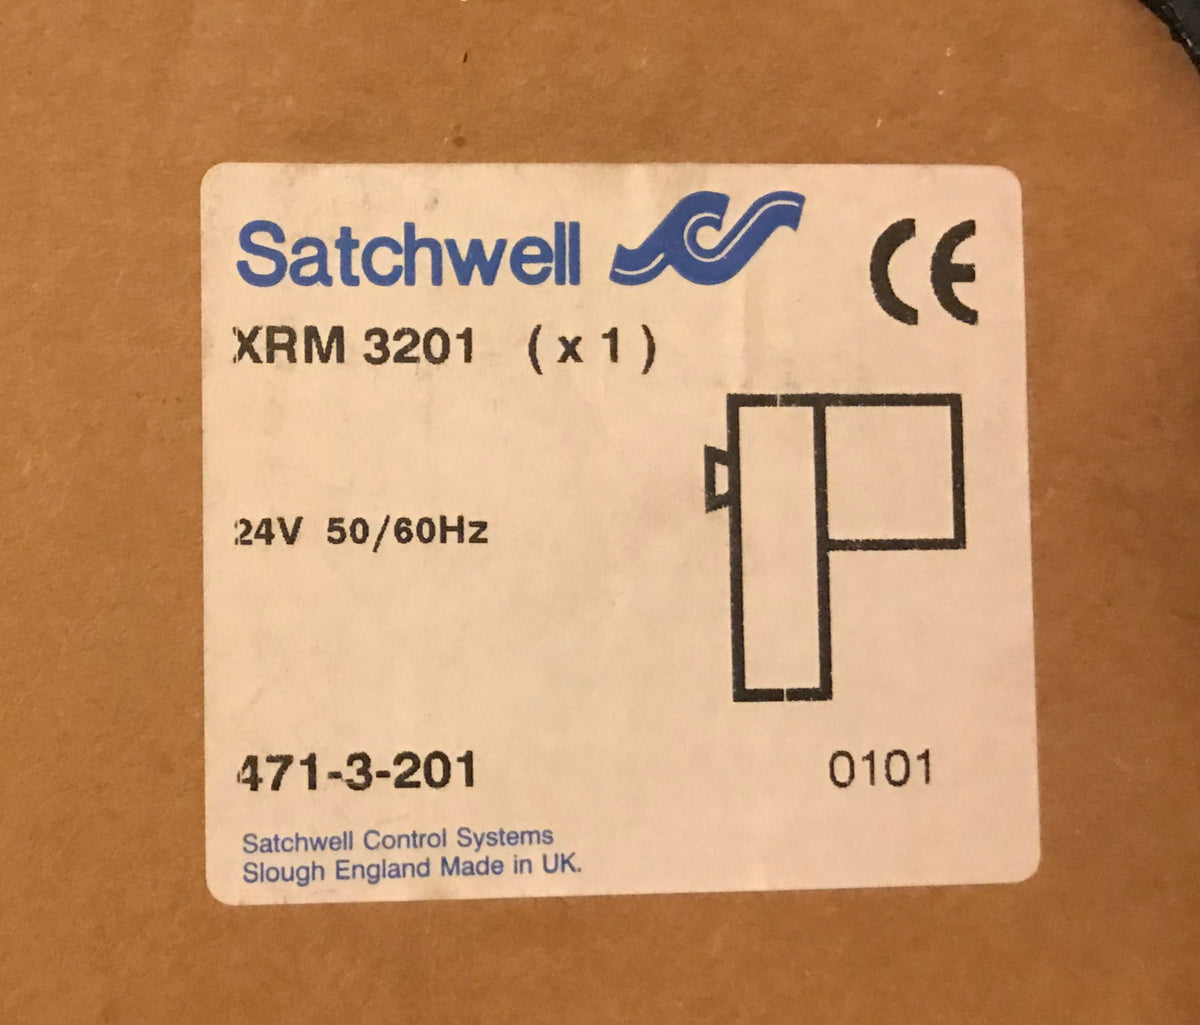 Satchwell
CE
XRM 3201 ( x 1 )
24V 50/60Hz
471-3-201 0101
Satchwell Control Systems
Slough England Made in UK.